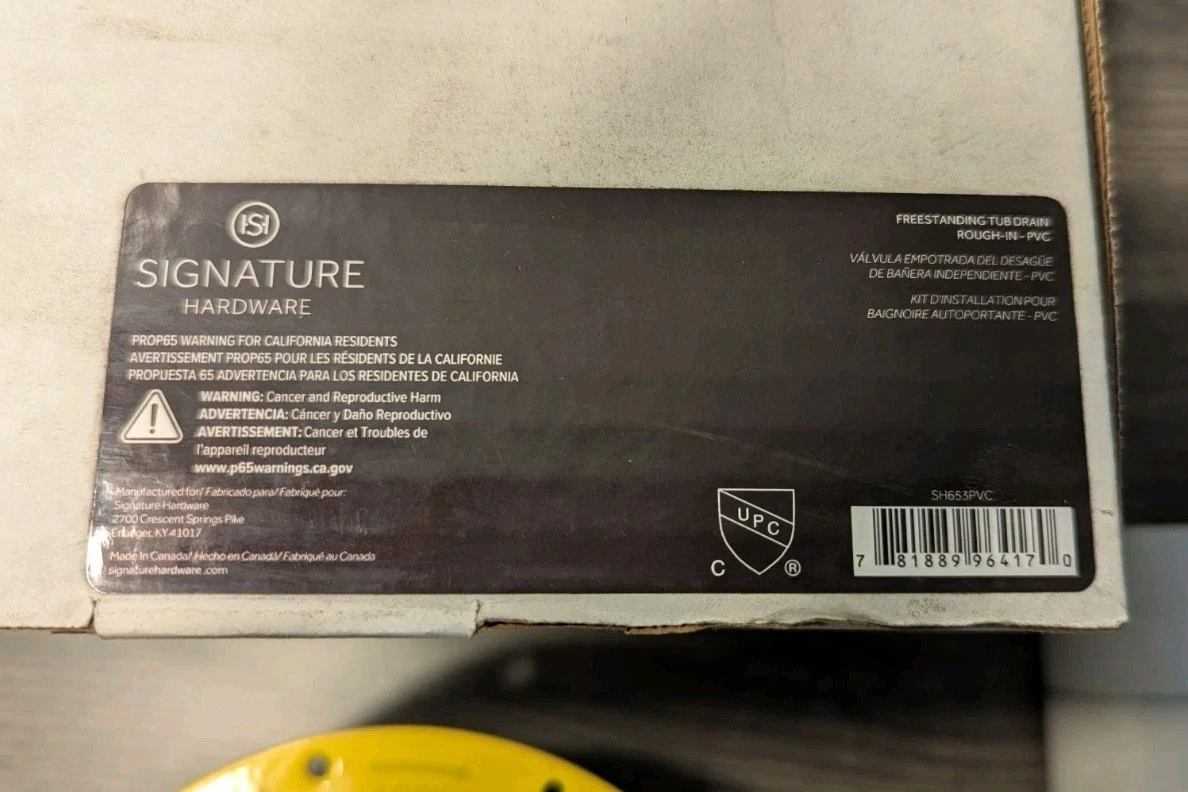 SIGNATURE
HARDWARE
PROP65 WARNING FOR CALIFORNIA RESIDENTS
AVERTISSEMENT PROP65 POUR LES RÉSIDENTS DE LA CALIFORNIE
PROPUESTA 65 ADVERTENCIA PARA LOS RESIDENTES DE CALIFORNIA
WARNING: Cancer and Reproductive Harm
ADVERTENCIA: Cáncer y Daño Reproductivo
AVERTISSEMENT: Cancer et Troubles de
l'appareil reproducteur
www.p65warnings.ca.gov
Manufactured for/ Fabricado para/ Fabriqué pour:
Signature Hardware
2700 Crescent Springs Pike
Erlanger, KY 41017
Made In Canada/ Hecho en Canadá/ Fabriqué au Canada
signaturehardware.com
FREESTANDING TUB DRAIN
ROUGH-IN - PVC
VÁLVULA EMPOTRADA DEL DESAGÜE
DE BAÑERA INDEPENDIENTE - PVC
KIT D'INSTALLATION POUR
BAIGNOIRE AUTOPORTANTE - PVC
UPC
C ®
SH653PVC
7 81889 96417 0